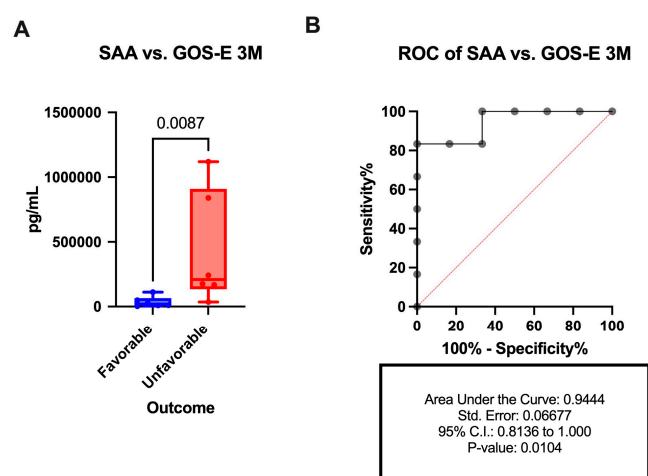 A
SAA vs. GOS-E 3M
0.0087
pg/mL
1500000
1000000
500000
0
Favorable
Unfavorable
Outcome
B
ROC of SAA vs. GOS-E 3M
Sensitivity%
100
80
60
40
20
0
0 20 40 60 80 100
100% - Specificity%
Area Under the Curve: 0.9444
Std. Error: 0.06677
95% C.I.: 0.8136 to 1.000
P-value: 0.0104